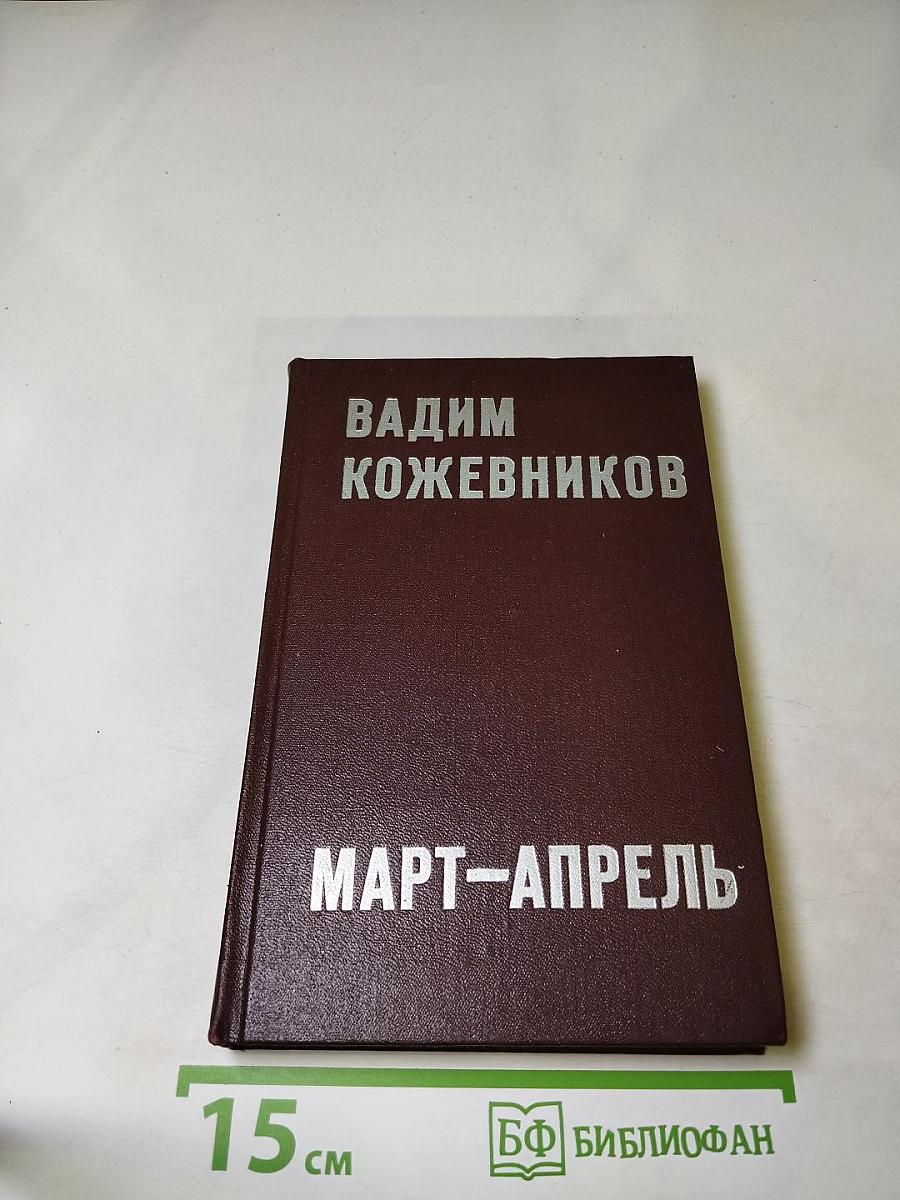 ВАДИМ
КОЖЕВНИКОВ
МАРТ—АПРЕЛЬ
15 см
БФ БИБЛИОФАН